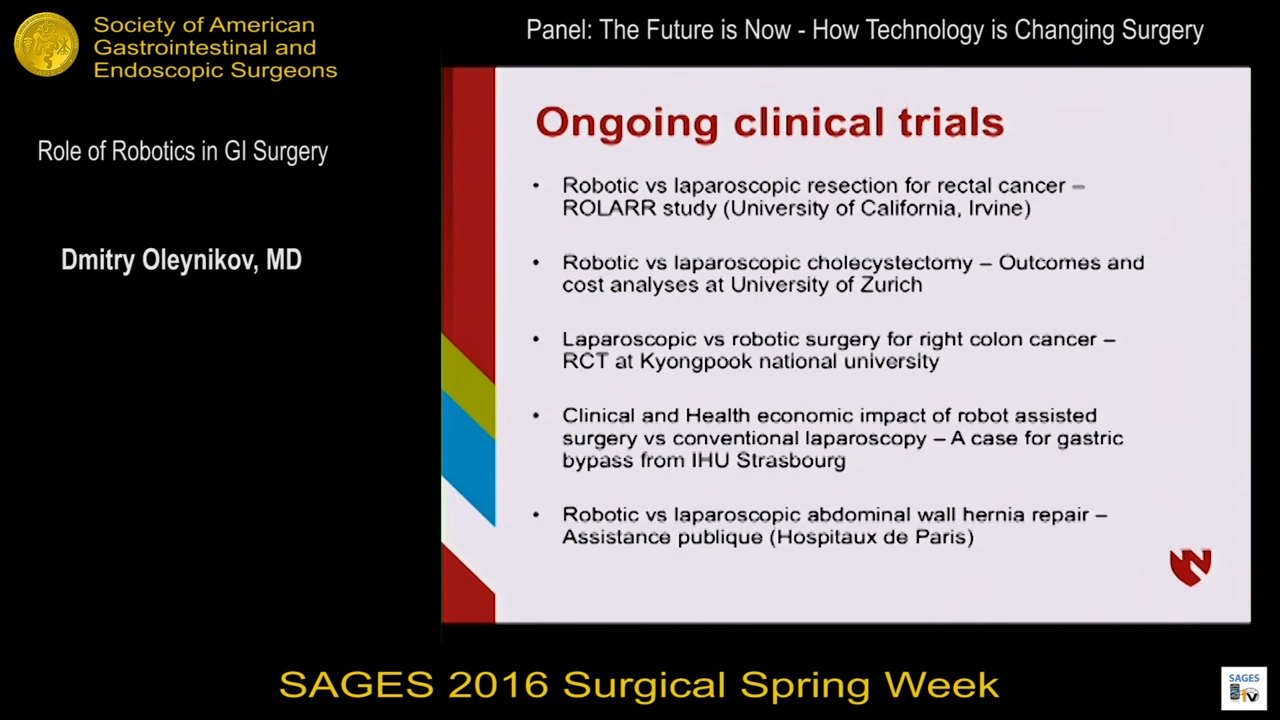 Society of American
Gastrointestinal and
Endoscopic Surgeons
Panel: The Future is Now - How Technology is Changing Surgery
Role of Robotics in GI Surgery
Dmitry Oleynikov, MD
Ongoing clinical trials
• Robotic vs laparoscopic resection for rectal cancer –
ROLARR study (University of California, Irvine)
• Robotic vs laparoscopic cholecystectomy – Outcomes and
cost analyses at University of Zurich
• Laparoscopic vs robotic surgery for right colon cancer –
RCT at Kyongpook national university
• Clinical and Health economic impact of robot assisted
surgery vs conventional laparoscopy – A case for gastric
bypass from IHU Strasbourg
• Robotic vs laparoscopic abdominal wall hernia repair –
Assistance publique (Hospitaux de Paris)
N
SAGES 2016 Surgical Spring Week
SAGES
TV